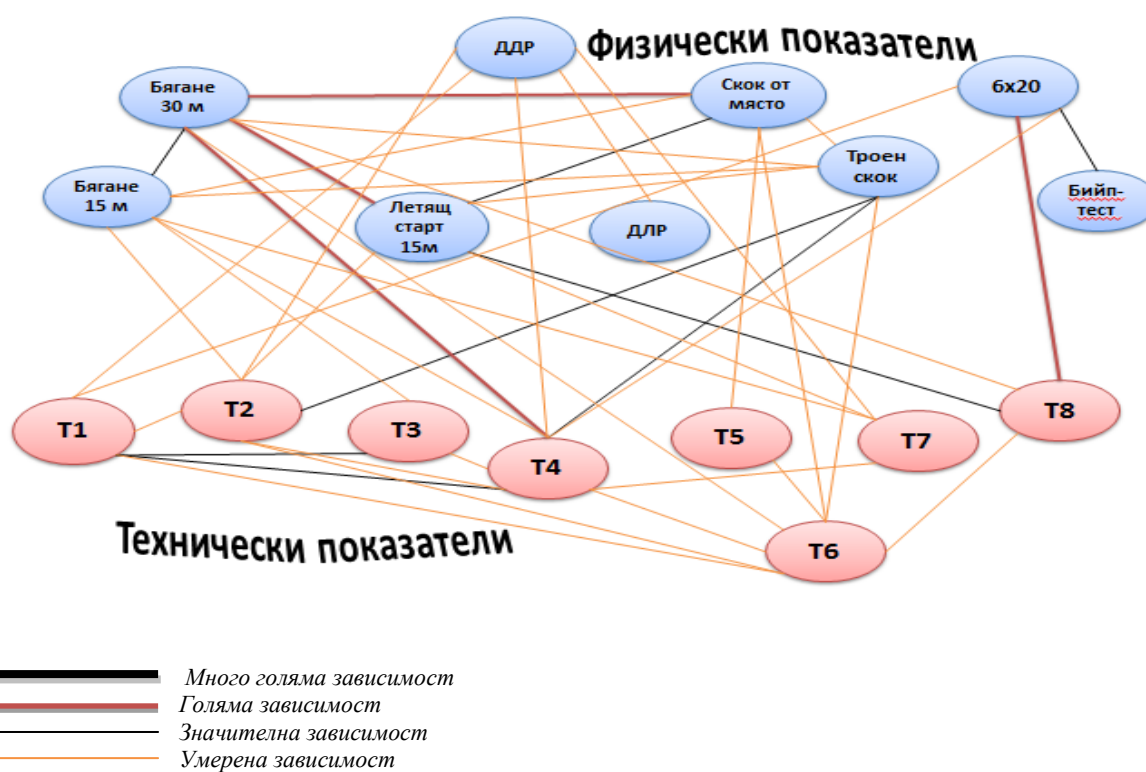 Физически показатели
ДДР
Бягане
30 м
Скок от
място
6x20
Троен
скок
Бягане
15 м
Летящ
старт
15м
ДЛР
Бийп-
тест
Т1
Т2
Т3
Т4
Т5
Т6
Т7
Т8
Технически показатели
Много голяма зависимост
Голяма зависимост
Значителна зависимост
Умерена зависимост